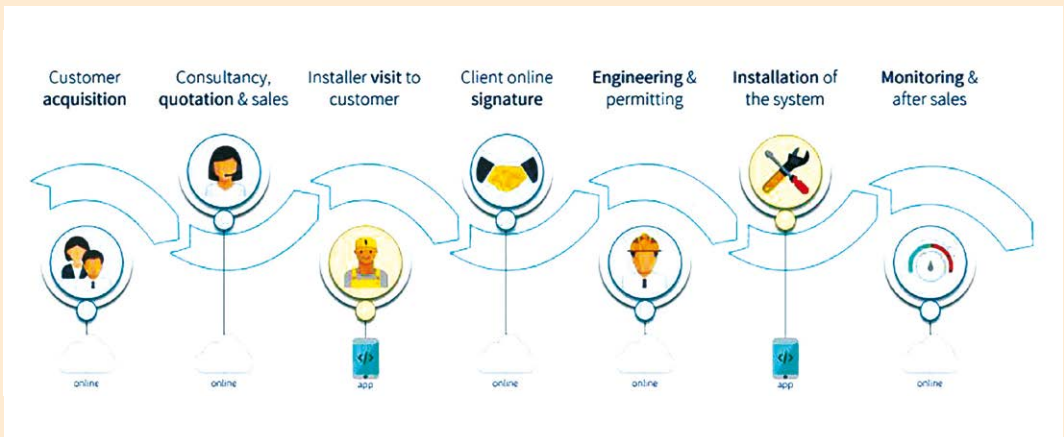 Customer
acquisition
Consultancy,
quotation & sales
Installer visit to
customer
Client online
signature
Engineering &
permitting
Installation of
the system
Monitoring &
after sales
</>
</>
online
online
app
online
online
app
online